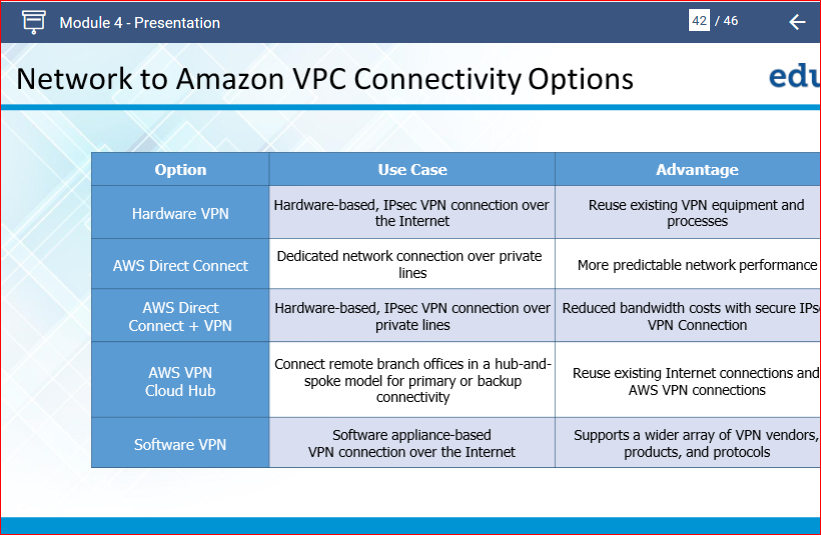 Module 4 - Presentation
42 / 46
Network to Amazon VPC Connectivity Options
edu
Option
Use Case
Advantage
Hardware VPN
Hardware-based, IPsec VPN connection over
the Internet
Reuse existing VPN equipment and
processes
AWS Direct Connect
Dedicated network connection over private
lines
More predictable network performance
AWS Direct
Connect + VPN
Hardware-based, IPsec VPN connection over
private lines
Reduced bandwidth costs with secure IPs
VPN Connection
AWS VPN
Cloud Hub
Connect remote branch offices in a hub-and-
spoke model for primary or backup
connectivity
Reuse existing Internet connections and
AWS VPN connections
Software VPN
Software appliance-based
VPN connection over the Internet
Supports a wider array of VPN vendors,
products, and protocols